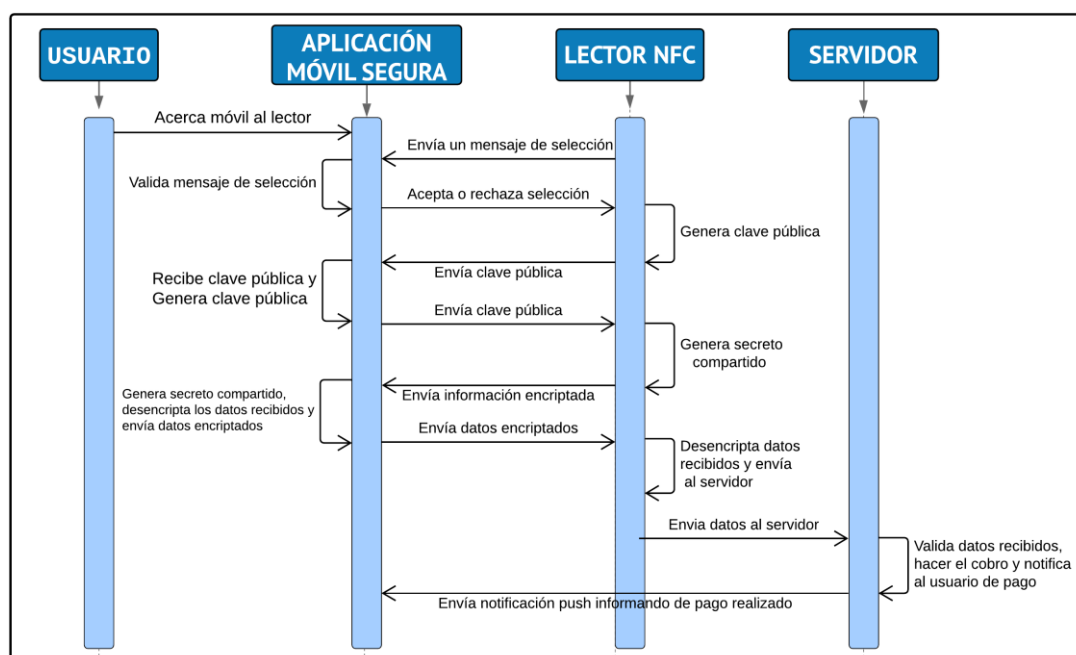 USUARIO
APLICACIÓN
MÓVIL SEGURA
LECTOR NFC
SERVIDOR
Acerca móvil al lector
Envía un mensaje de selección
Valida mensaje de selección
Acepta o rechaza selección
Genera clave pública
Envía clave pública
Recibe clave pública y
Genera clave pública
Envía clave pública
Genera secreto
compartido
Envía información encriptada
Genera secreto compartido,
desencripta los datos recibidos y
envía datos encriptados
Envía datos encriptados
Desencripta datos
recibidos y envía
al servidor
Envia datos al servidor
Valida datos recibidos,
hacer el cobro y notifica
al usuario de pago
Envía notificación push informando de pago realizado